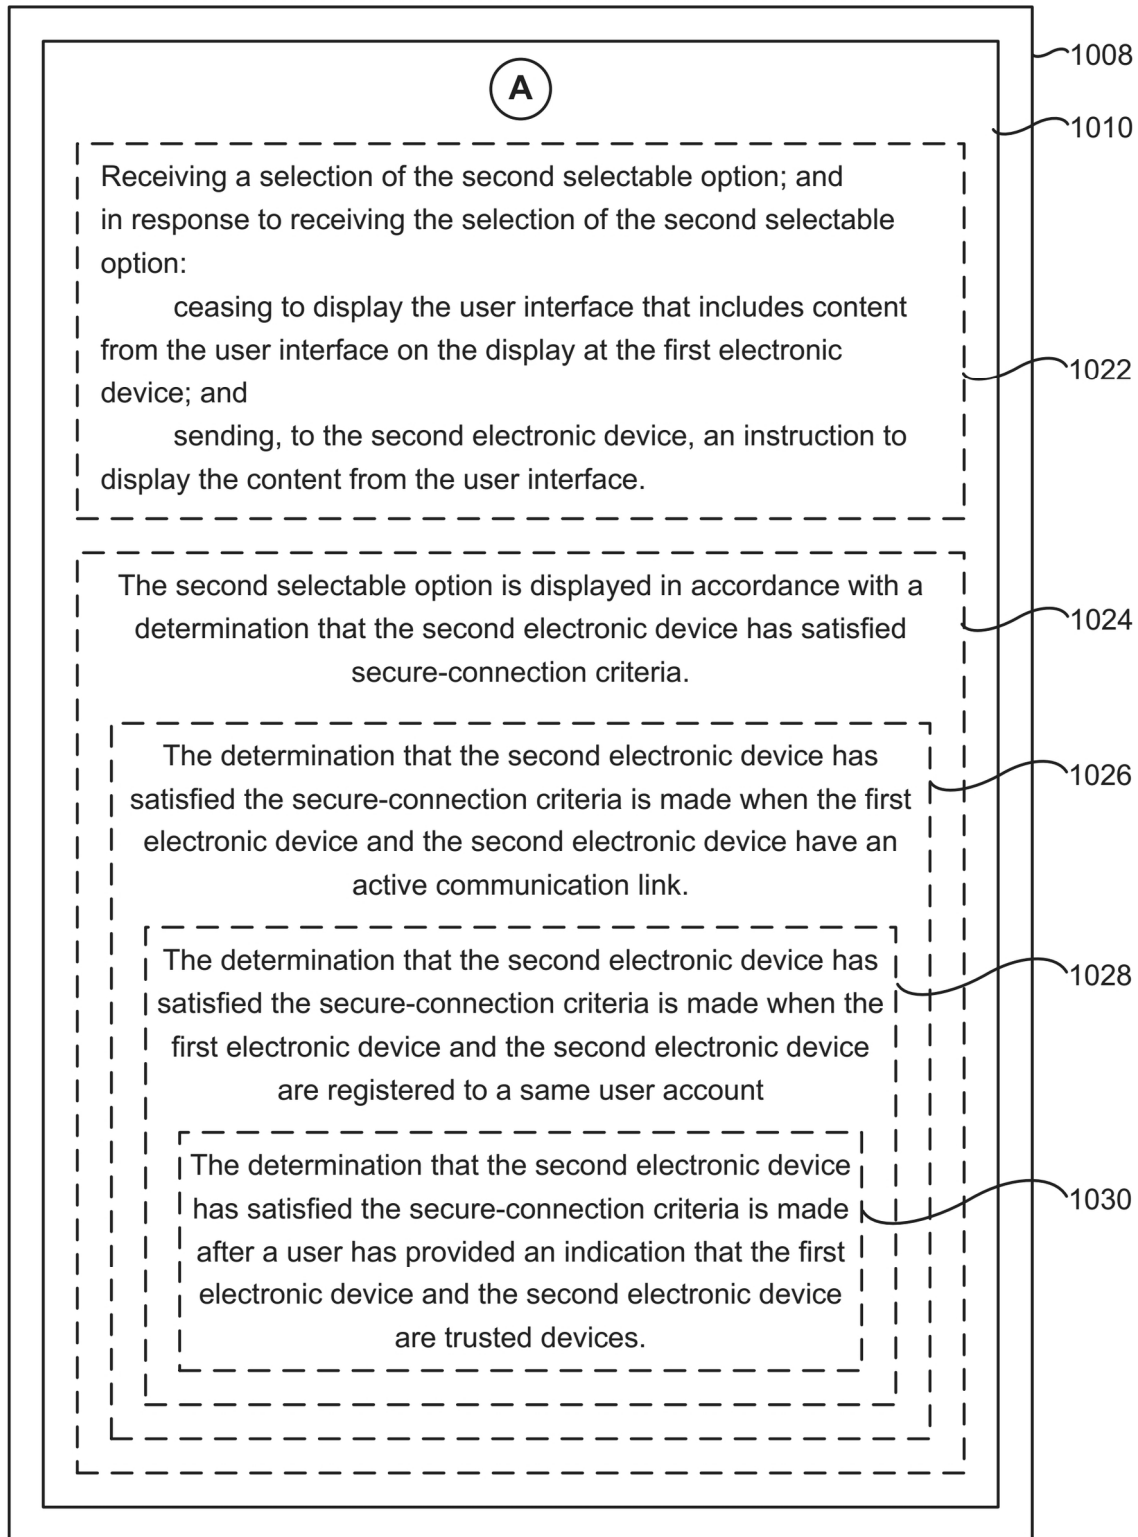 A
1008
1010
Receiving a selection of the second selectable option; and
in response to receiving the selection of the second selectable
option:
ceasing to display the user interface that includes content
from the user interface on the display at the first electronic
device; and
sending, to the second electronic device, an instruction to
display the content from the user interface.
1022
The second selectable option is displayed in accordance with a
determination that the second electronic device has satisfied
secure-connection criteria.
1024
The determination that the second electronic device has
satisfied the secure-connection criteria is made when the first
electronic device and the second electronic device have an
active communication link.
1026
The determination that the second electronic device has
satisfied the secure-connection criteria is made when the
first electronic device and the second electronic device
are registered to a same user account
1028
The determination that the second electronic device
has satisfied the secure-connection criteria is made
after a user has provided an indication that the first
electronic device and the second electronic device
are trusted devices.
1030